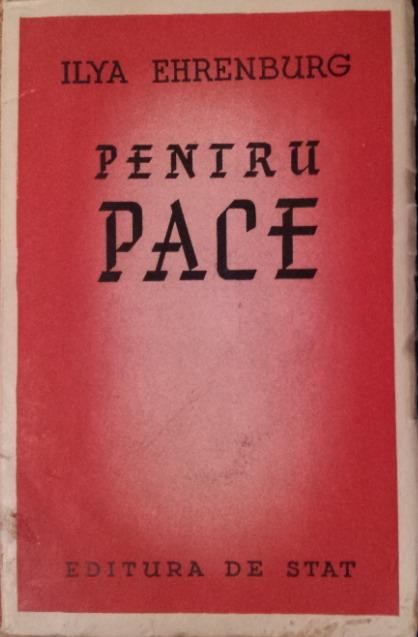 ILYA EHRENBURG
PENTRU
PACE
EDITURA DE STAT